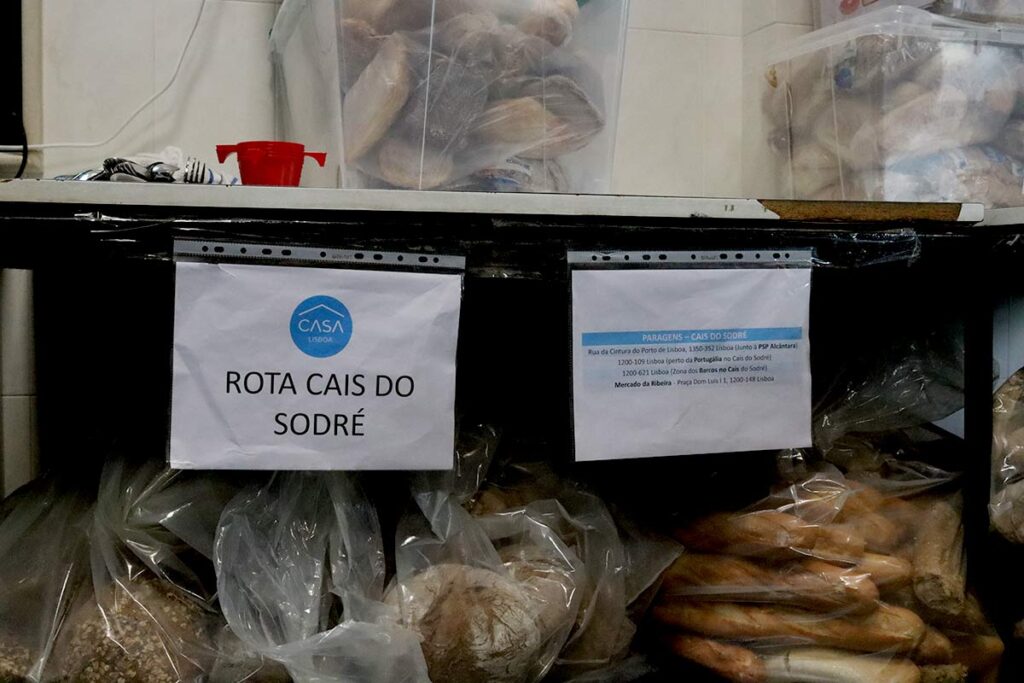 CASA
LISBOA
ROTA CAIS DO
SODRÉ
PARAGENS – CAIS DO SODRÉ
Rua da Cintura do Porto de Lisboa, 1350-352 Lisboa (Junto à PSP Alcântara)
1200-109 Lisboa (perto da Portugália no Cais do Sodré)
1200-621 Lisboa (Zona dos Barcos no Cais do Sodré)
Mercado da Ribeira - Praça Dom Luis I 1, 1200-148 Lisboa